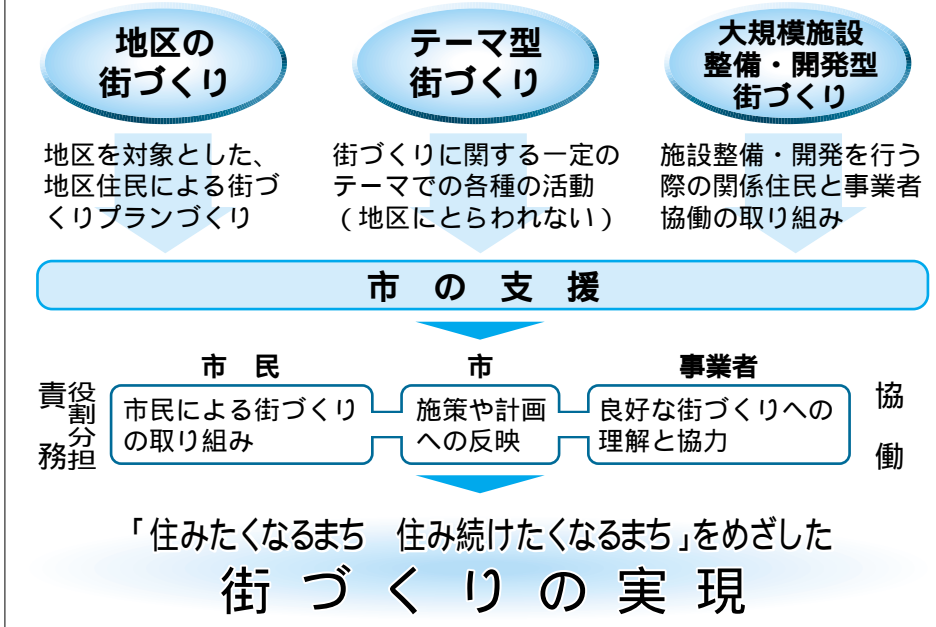 地区の
街づくり
テーマ型
街づくり
大規模施設
整備・開発型
街づくり
地区を対象とした、
地区住民による街づ
くりプランづくり
街づくりに関する一定の
テーマでの各種の活動
(地区にとらわれない)
施設整備・開発を行う
際の関係住民と事業者
協働の取り組み
市の支援
市民
市
事業者
責務
役割分担
市民による街づくり
の取り組み
施策や計画
への反映
良好な街づくりへの
理解と協力
協働
「住みたくなるまち 住み続けたくなるまち」をめざした
街づくりの実現